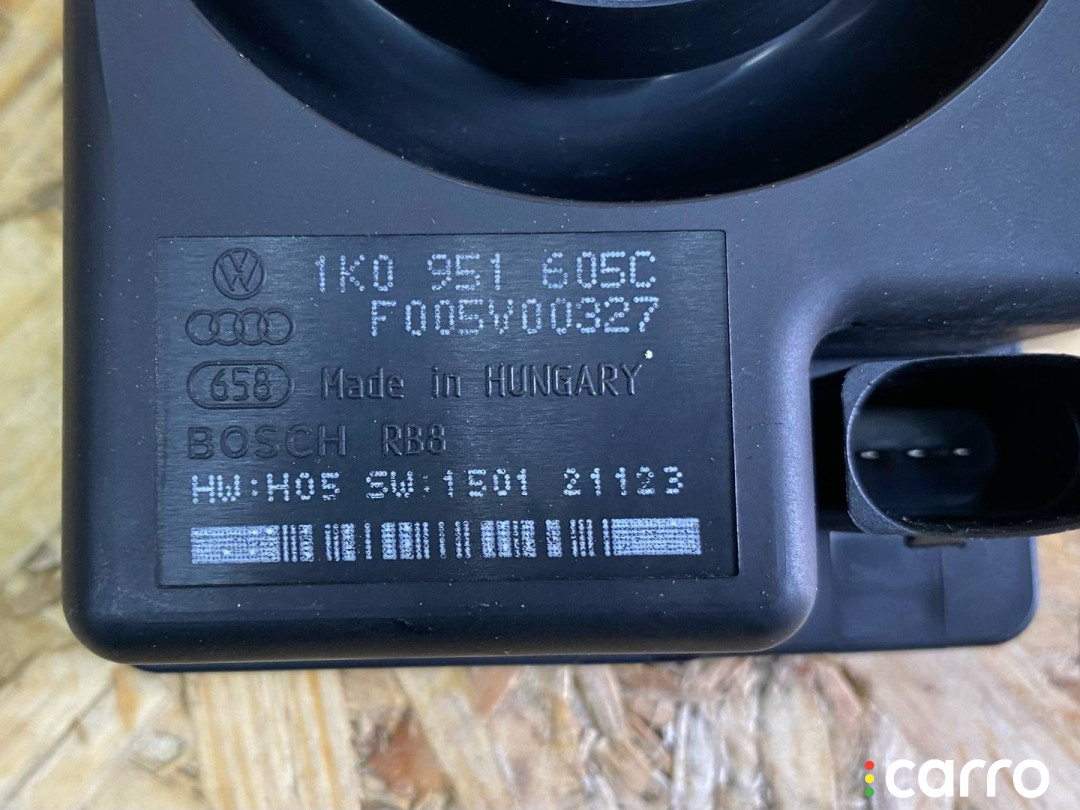 1K0 951 605C
F005V00327
658 Made in HUNGARY
BOSCH RB8
HW:H05 SW:1501 21123
carro